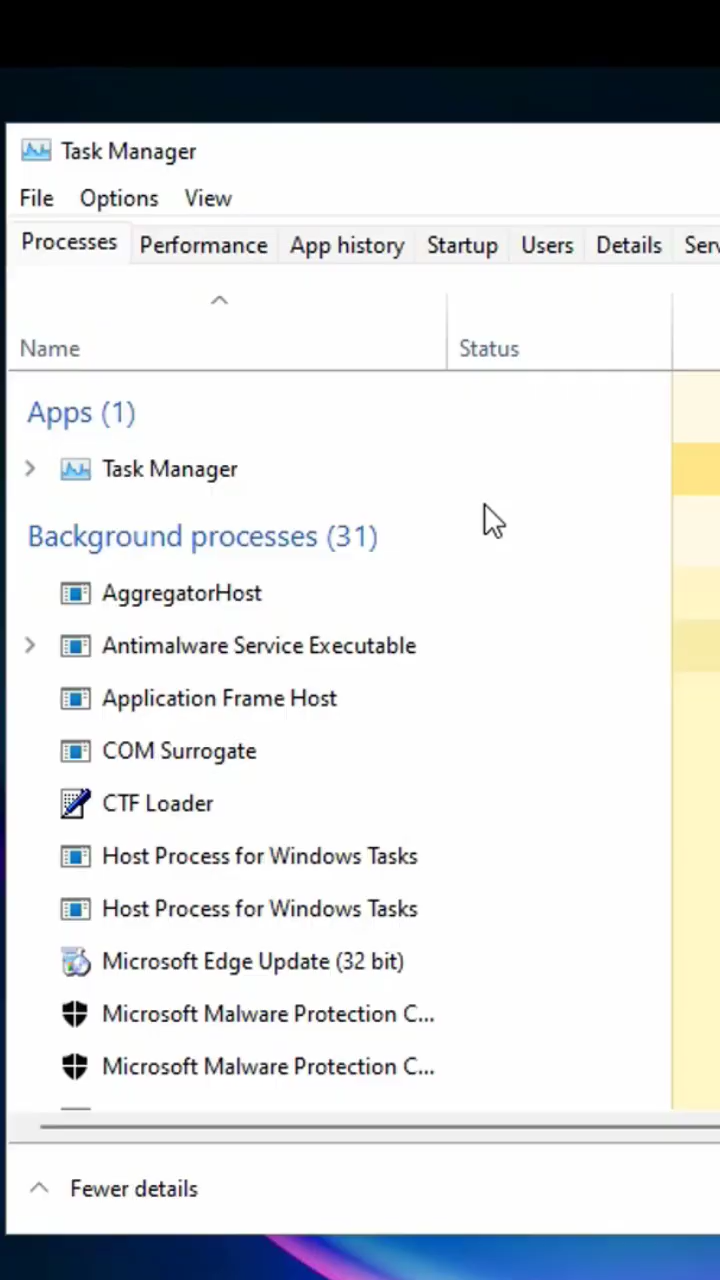 Task Manager
File Options View
Processes Performance App history Startup Users Details
Name Status
Apps (1)
Task Manager
Background processes (31)
AggregatorHost
Antimalware Service Executable
Application Frame Host
COM Surrogate
CTF Loader
Host Process for Windows Tasks
Host Process for Windows Tasks
Microsoft Edge Update (32 bit)
Microsoft Malware Protection C...
Microsoft Malware Protection C...
Fewer details